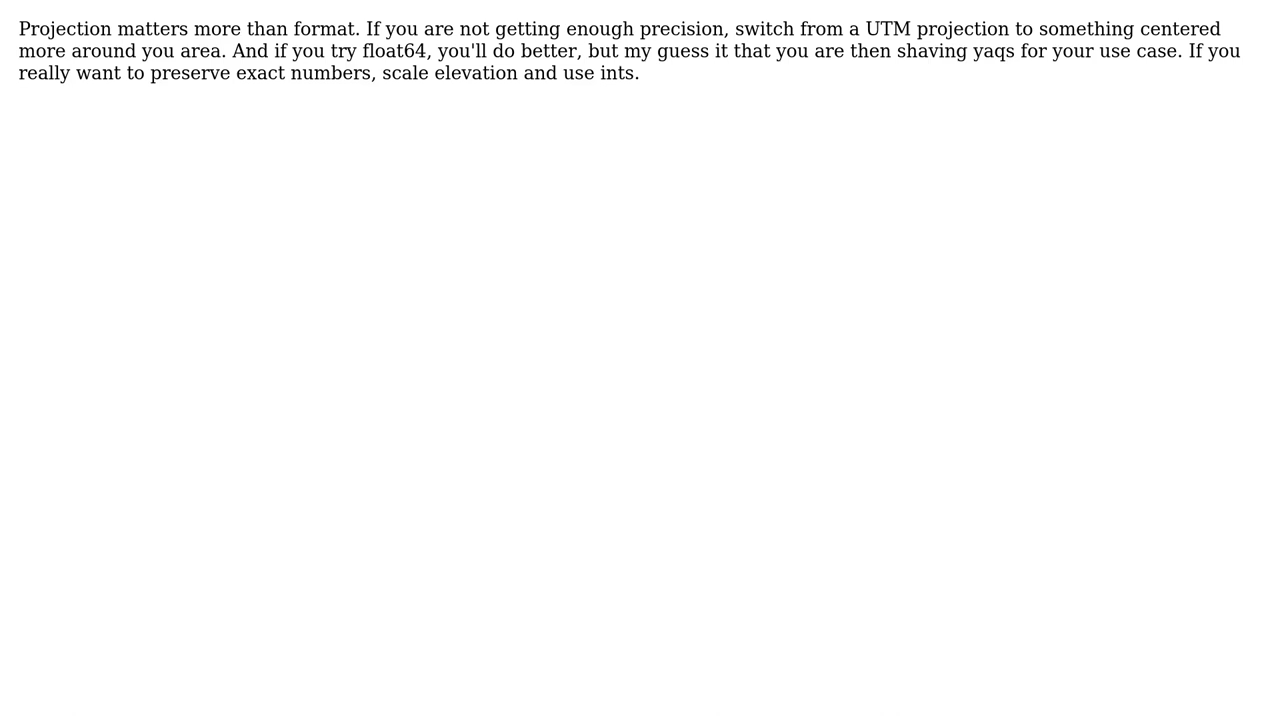 Projection matters more than format. If you are not getting enough precision, switch from a UTM projection to something centered
more around you area. And if you try float64, you'll do better, but my guess it that you are then shaving yaqs for your use case. If you
really want to preserve exact numbers, scale elevation and use ints.